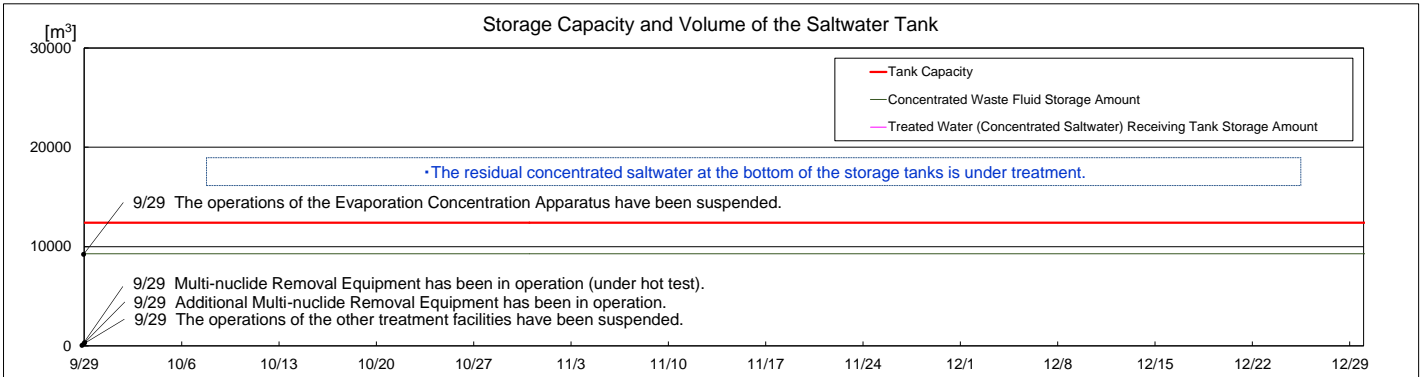 Storage Capacity and Volume of the Saltwater Tank
[m³]
30000
Tank Capacity
Concentrated Waste Fluid Storage Amount
Treated Water (Concentrated Saltwater) Receiving Tank Storage Amount
20000
・The residual concentrated saltwater at the bottom of the storage tanks is under treatment.
9/29 The operations of the Evaporation Concentration Apparatus have been suspended.
10000
9/29 Multi-nuclide Removal Equipment has been in operation (under hot test).
9/29 Additional Multi-nuclide Removal Equipment has been in operation.
9/29 The operations of the other treatment facilities have been suspended.
0
9/29 10/6 10/13 10/20 10/27 11/3 11/10 11/17 11/24 12/1 12/8 12/15 12/22 12/29